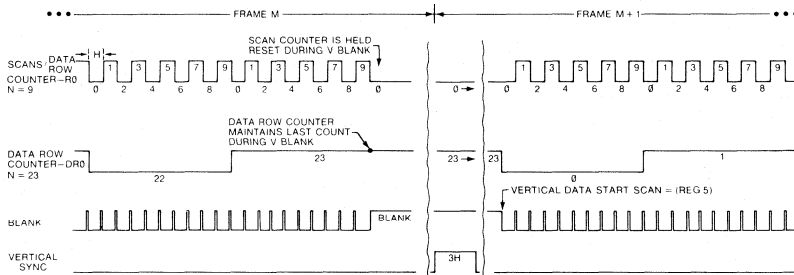 ••• FRAME M FRAME M + 1 •••
SCAN COUNTER IS HELD
RESET DURING V BLANK
H
SCANS/DATA
ROW
COUNTER–R0
N = 9
1 3 5 7 9 1 3 5 7 9 Ø
0 2 4 6 8 0 2 4 6 8
0
1 3 5 7 9 1 3 5 7 9
Ø 2 4 6 8 Ø 2 4 6 8
DATA ROW COUNTER
MAINTAINS LAST COUNT
DURING V BLANK
DATA ROW
COUNTER–DR0
N = 23
22 23 23 23 Ø 1
VERTICAL DATA START SCAN = (REG 5)
BLANK
BLANK
VERTICAL
SYNC
3H